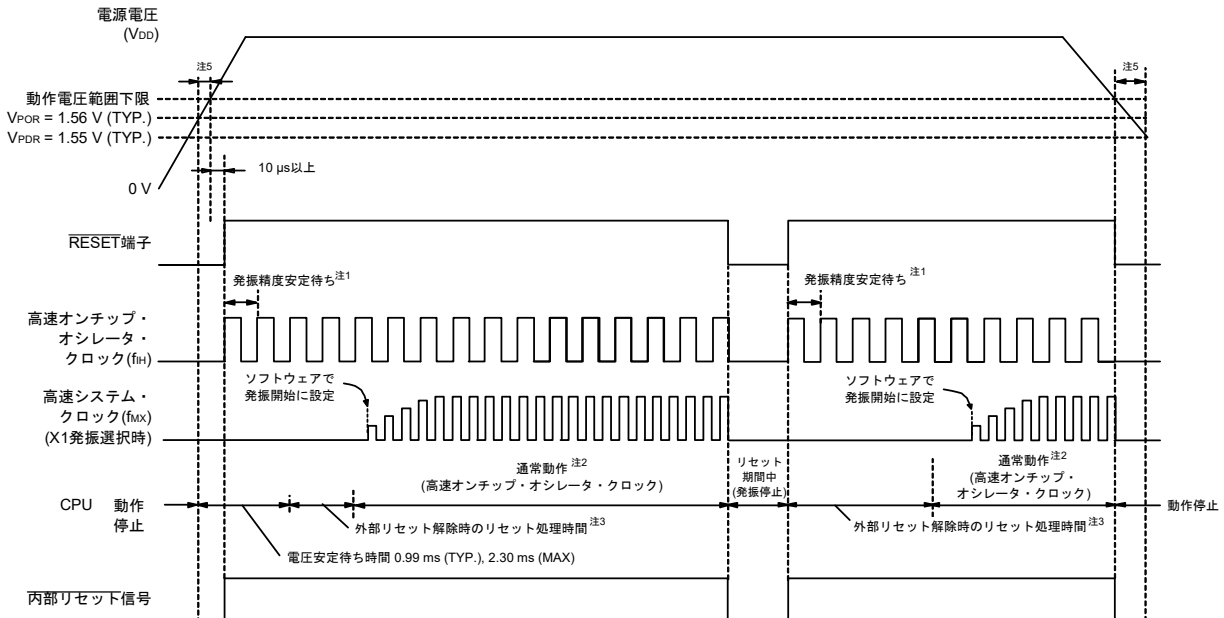 電源電圧
(VDD)
注5
注5
動作電圧範囲下限
VPOR = 1.56 V (TYP.)
VPDR = 1.55 V (TYP.)
10 μs以上
0 V
RESET端子
発振精度安定待ち注1
発振精度安定待ち注1
高速オンチップ・
オシレータ・
クロック(fIH)
ソフトウェアで
発振開始に設定
ソフトウェアで
発振開始に設定
高速システム・
クロック(fMX)
(X1発振選択時)
通常動作注2
(高速オンチップ・オシレータ・クロック)
リセット
期間中
(発振停止)
通常動作注2
(高速オンチップ・
オシレータ・クロック)
CPU 動作
停止
動作停止
外部リセット解除時のリセット処理時間注3
外部リセット解除時のリセット処理時間注3
電圧安定待ち時間 0.99 ms (TYP.), 2.30 ms (MAX)
内部リセット信号